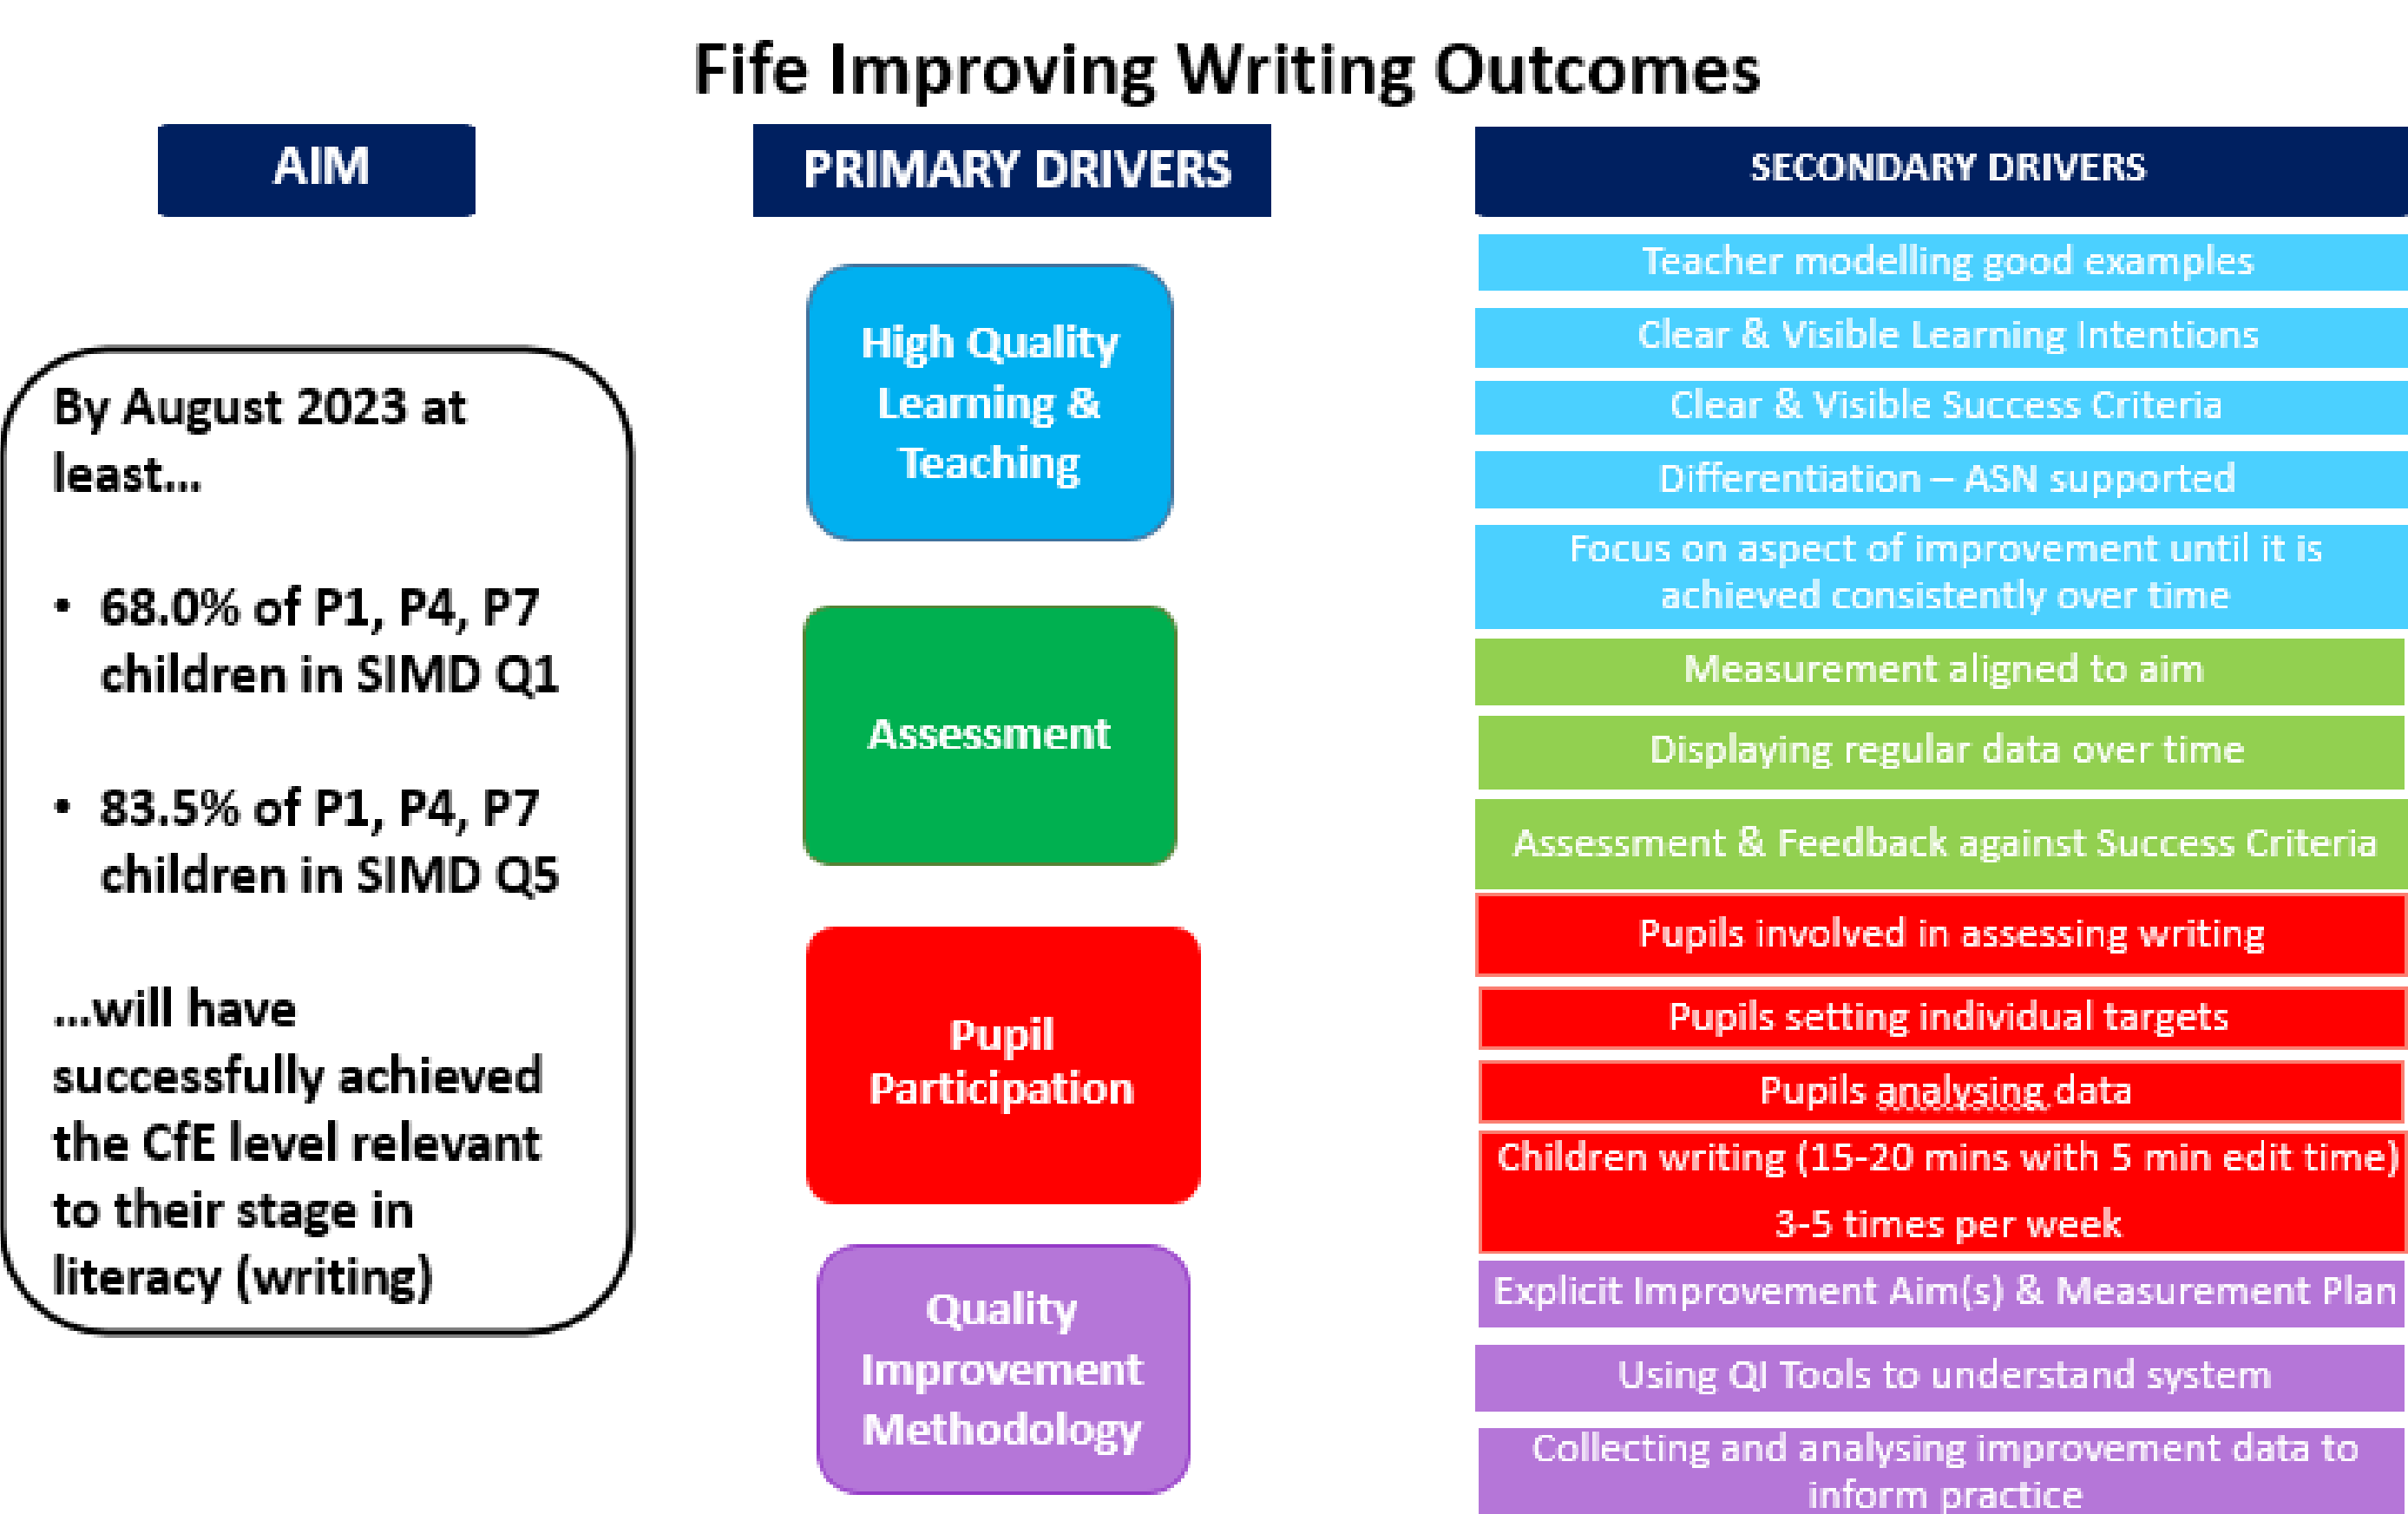 Fife Improving Writing Outcomes
AIM
By August 2023 at
least...
• 68.0% of P1, P4, P7
children in SIMD Q1
• 83.5% of P1, P4, P7
children in SIMD Q5
...will have
successfully achieved
the CfE level relevant
to their stage in
literacy (writing)
PRIMARY DRIVERS
High Quality
Learning &
Teaching
Assessment
Pupil
Participation
Quality
Improvement
Methodology
SECONDARY DRIVERS
Teacher modelling good examples
Clear & Visible Learning Intentions
Clear & Visible Success Criteria
Differentiation – ASN supported
Focus on aspect of improvement until it is
achieved consistently over time
Measurement aligned to aim
Displaying regular data over time
Assessment & Feedback against Success Criteria
Pupils involved in assessing writing
Pupils setting individual targets
Pupils analysing data
Children writing (15-20 mins with 5 min edit time)
3-5 times per week
Explicit Improvement Aim(s) & Measurement Plan
Using QI Tools to understand system
Collecting and analysing improvement data to
inform practice